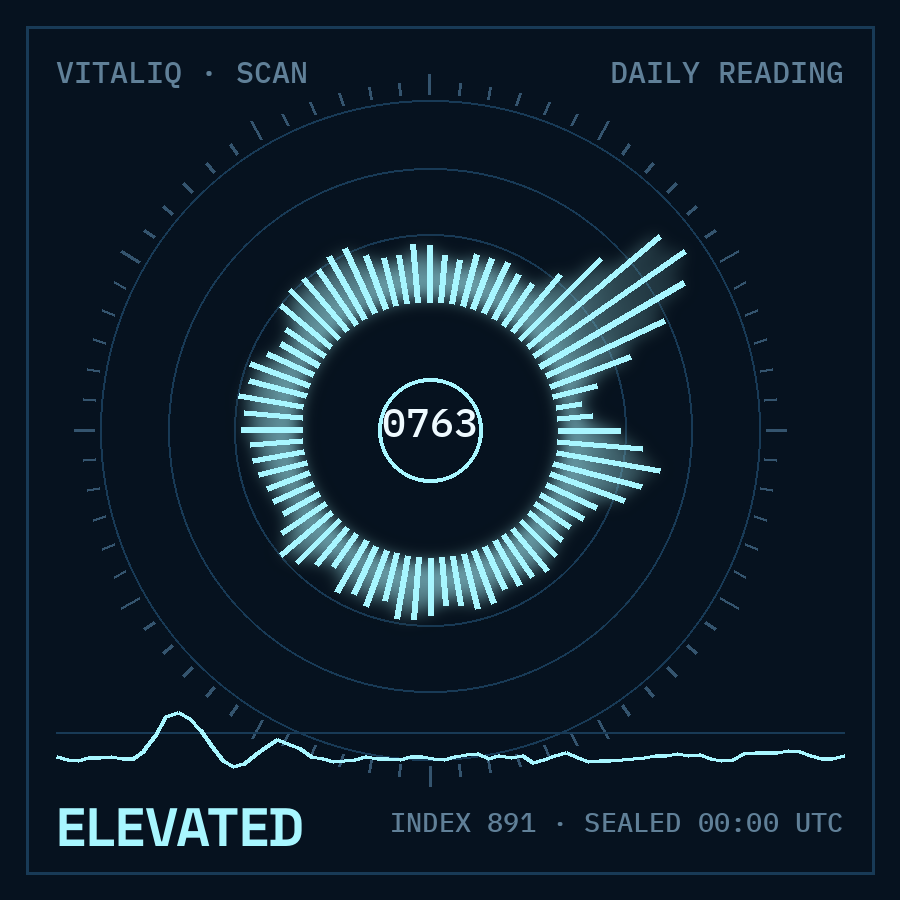 VITALIQ · SCAN
DAILY READING
0763
ELEVATED
INDEX 891 · SEALED 00:00 UTC